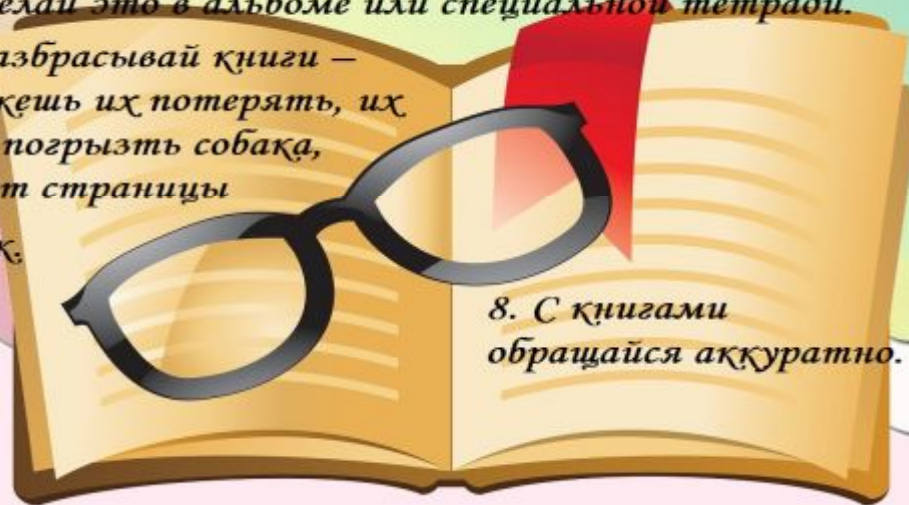 елай это в альбоме или специальной тетради.
азбрасывай книги –
жешь их потерять, их
погрызть собака,
т страницы
к.
8. С книгами
обращайся аккуратно.